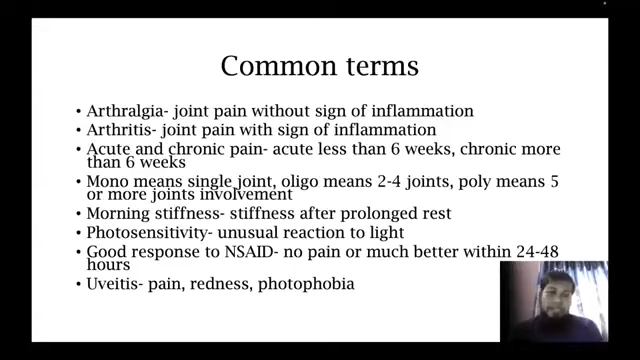 Common terms
• Arthralgia- joint pain without sign of inflammation
• Arthritis- joint pain with sign of inflammation
• Acute and chronic pain- acute less than 6 weeks, chronic more
than 6 weeks
• Mono means single joint, oligo means 2-4 joints, poly means 5
or more joints involvement
• Morning stiffness- stiffness after prolonged rest
• Photosensitivity- unusual reaction to light
• Good response to NSAID- no pain or much better within 24-48
hours
• Uveitis- pain, redness, photophobia